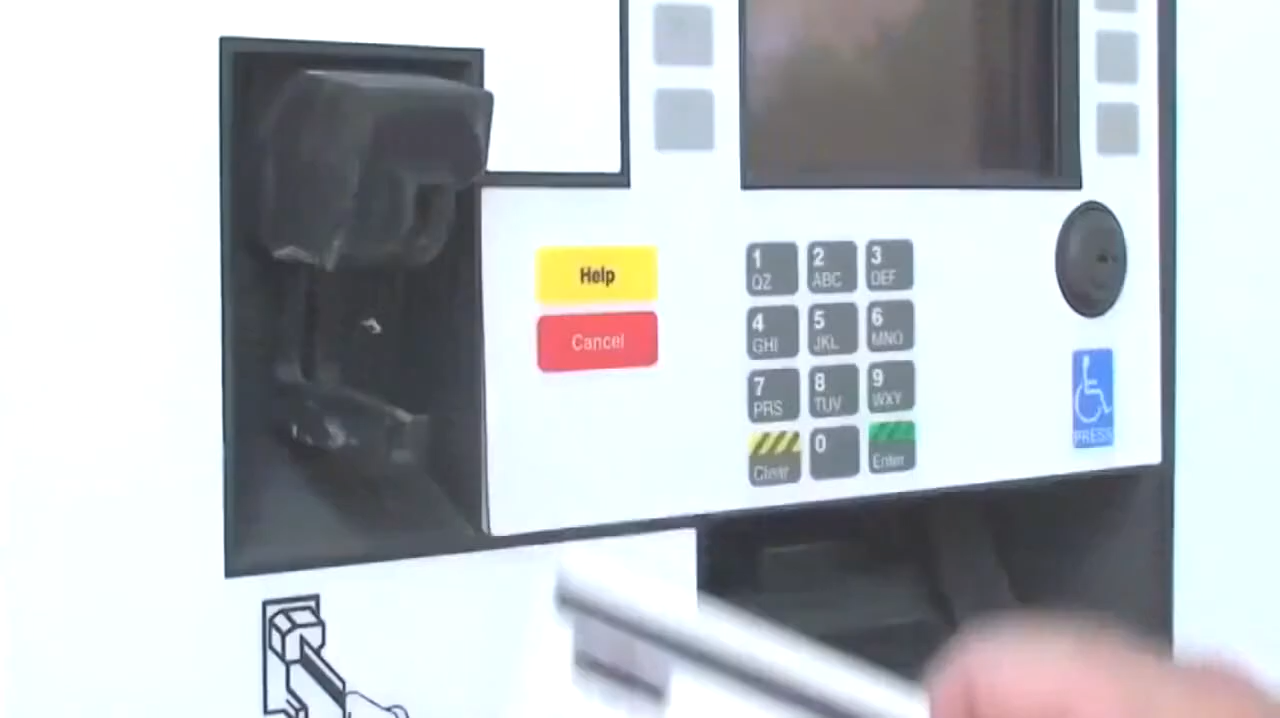 Help
Cancel
1 2 3
QZ ABC DEF
4 5 6
GHI JKL MNO
7 8 9
PRS TUV WXY
0
Clear Enter
PRESS